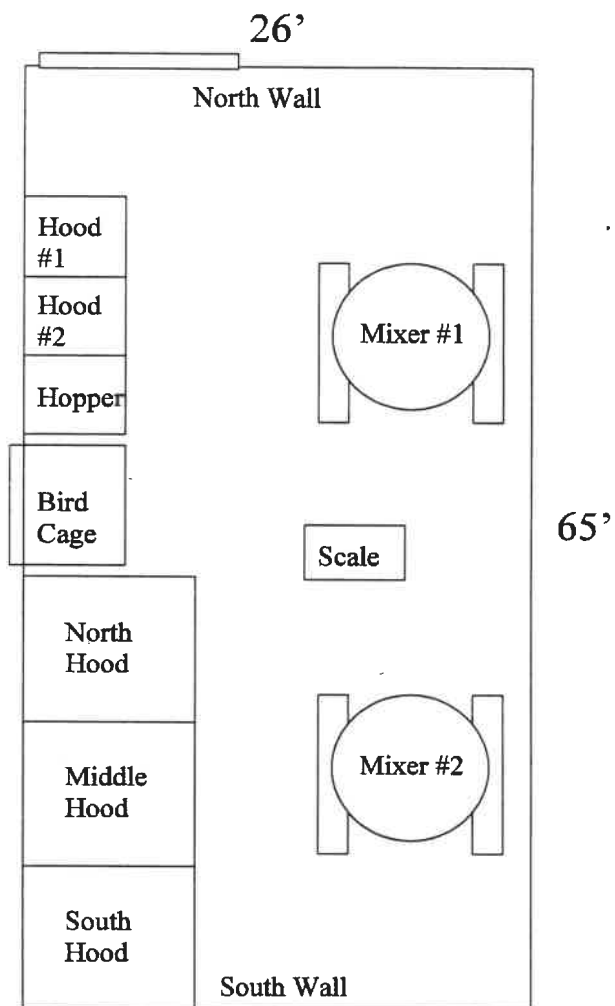 26’
North Wall
Hood
#1
Hood
#2
Mixer #1
Hopper
Bird
Cage
65’
Scale
North
Hood
Middle
Hood
Mixer #2
South
Hood
South Wall